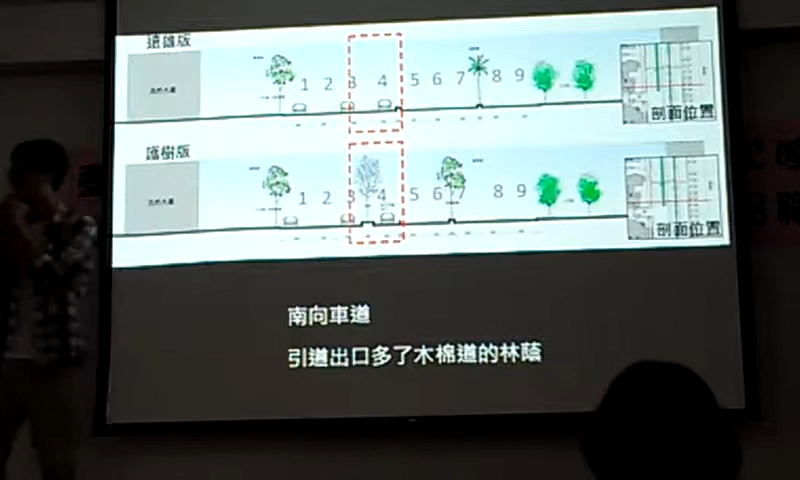 遠雄版
1 2 3 4 5 6 7 8 9
剖面位置
護樹版
1 2 3 4 5 6 7 8 9
剖面位置
南向車道
引道出口多了木棉道的林蔭